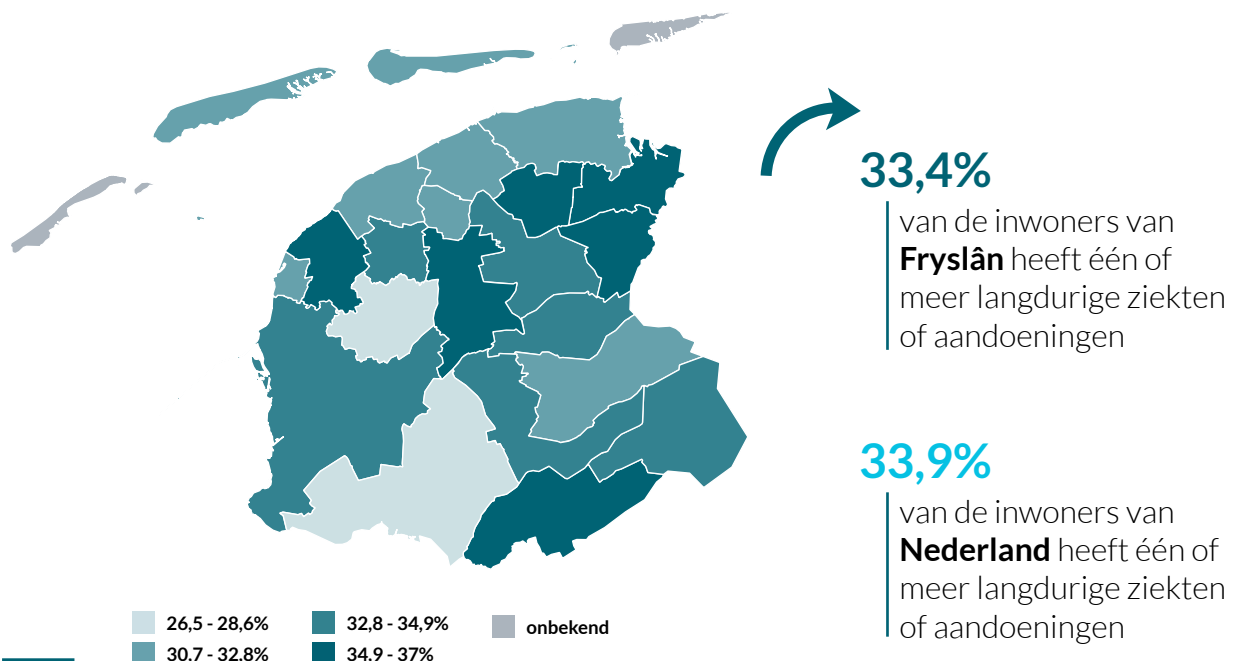 33,4%
van de inwoners van
Fryslân heeft één of
meer langdurige ziekten
of aandoeningen
33,9%
van de inwoners van
Nederland heeft één of
meer langdurige ziekten
of aandoeningen
26,5 - 28,6%
32,8 - 34,9%
onbekend
30,7 - 32,8%
34,9 - 37%